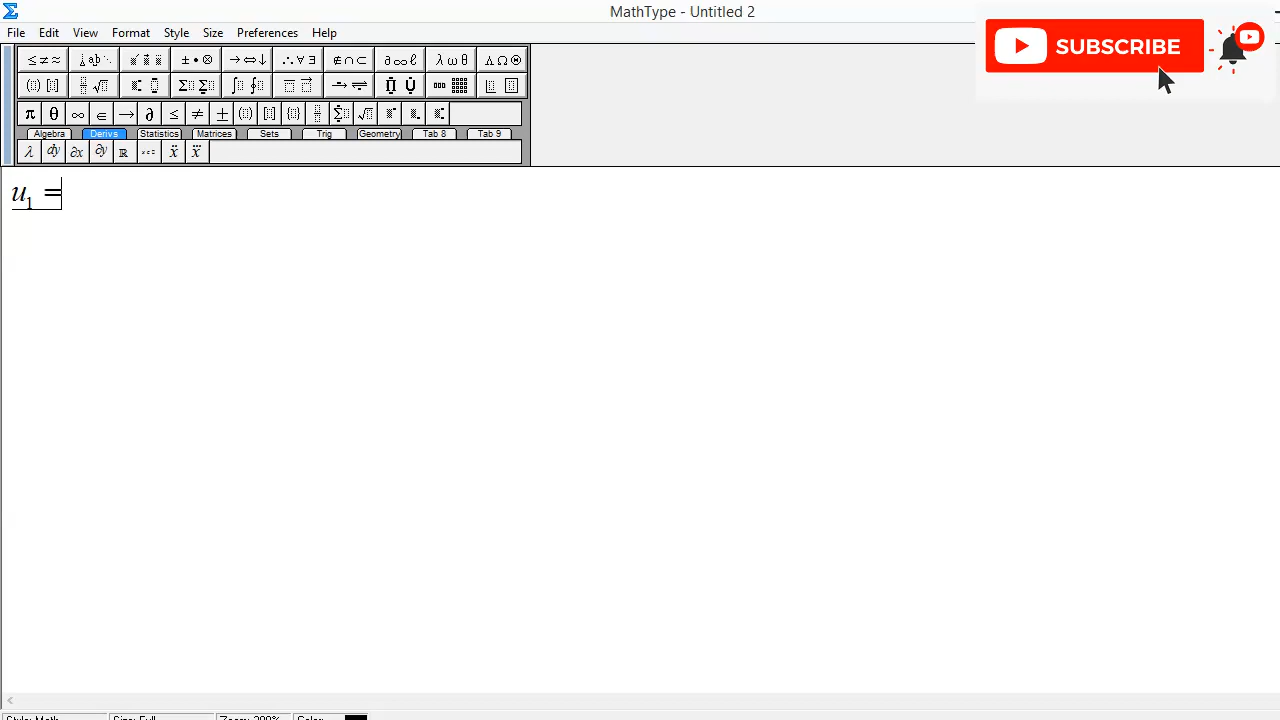 MathType - Untitled 2
SUBSCRIBE
File Edit View Format Style Size Preferences Help
Algebra Derivs Statistics Matrices Sets Trig Geometry Tab 8 Tab 9
u₁ =